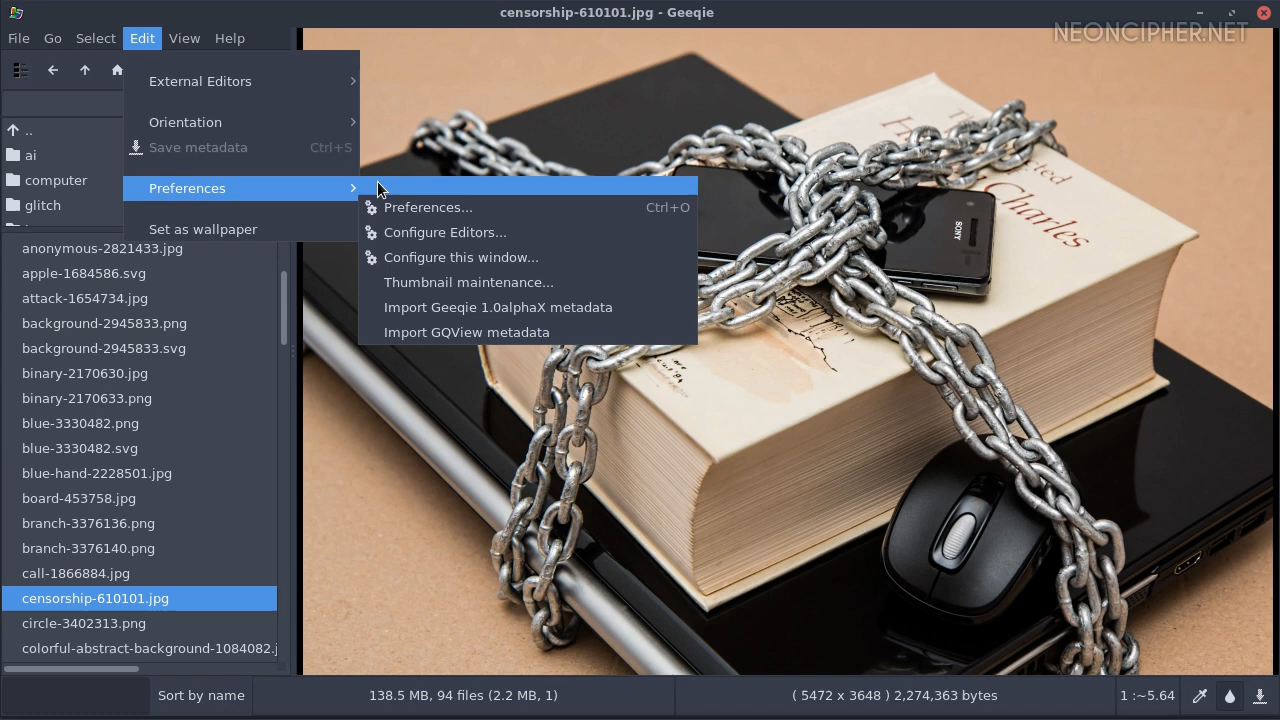 censorship-610101.jpg - Geeqie
NEONCIPHER.NET
File Go Select Edit View Help
External Editors
Orientation
Save metadata Ctrl+S
Preferences
Set as wallpaper
Preferences... Ctrl+O
Configure Editors...
Configure this window...
Thumbnail maintenance...
Import Geeqie 1.0alphaX metadata
Import GQView metadata
..
ai
computer
glitch
anonymous-2821433.jpg
apple-1684586.svg
attack-1654734.jpg
background-2945833.png
background-2945833.svg
binary-2170630.jpg
binary-2170633.png
blue-3330482.png
blue-3330482.svg
blue-hand-2228501.jpg
board-453758.jpg
branch-3376136.png
branch-3376140.png
call-1866884.jpg
censorship-610101.jpg
circle-3402313.png
colorful-abstract-background-1084082.j
SONY
Charles
Sort by name
138.5 MB, 94 files (2.2 MB, 1)
( 5472 x 3648 ) 2,274,363 bytes
1 :~5.64